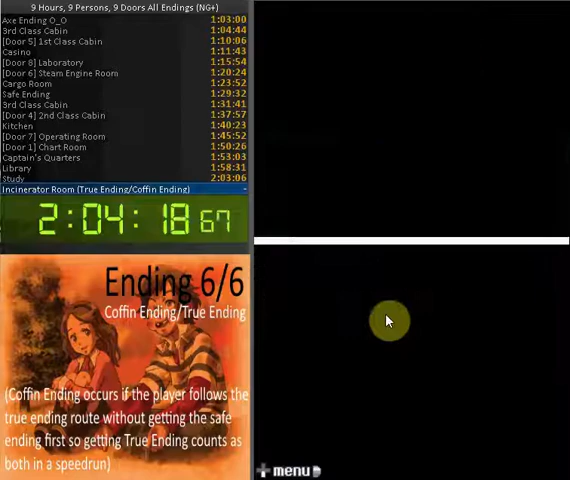 9 Hours, 9 Persons, 9 Doors All Endings (NG+)
Axe Ending O_O 1:03:00
3rd Class Cabin 1:04:44
[Door 5] 1st Class Cabin 1:10:06
Casino 1:11:43
[Door 8] Laboratory 1:15:54
[Door 6] Steam Engine Room 1:20:24
Cargo Room 1:23:52
Safe Ending 1:29:32
3rd Class Cabin 1:31:41
[Door 4] 2nd Class Cabin 1:37:57
Kitchen 1:40:23
[Door 7] Operating Room 1:45:52
[Door 1] Chart Room 1:50:26
Captain's Quarters 1:53:03
Library 1:58:31
Study 2:03:06
Incinerator Room (True Ending/Coffin Ending) -
2:04:18 67
Ending 6/6
Coffin Ending/True Ending
(Coffin Ending occurs if the player follows the
true ending route without getting the safe
ending first so getting True Ending counts as
both in a speedrun)
menu